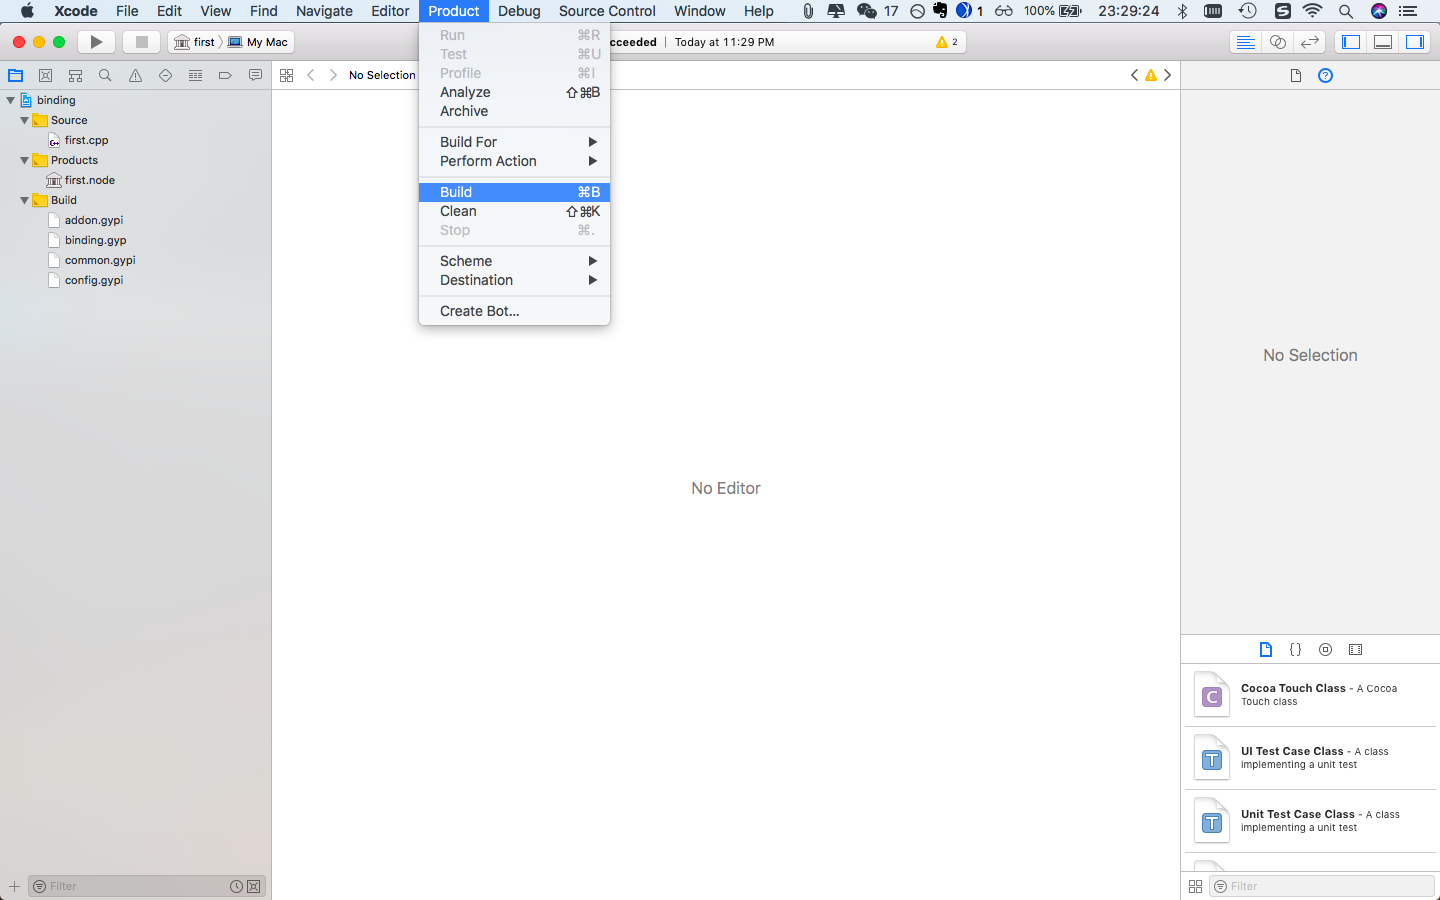 Xcode File Edit View Find Navigate Editor Product Debug Source Control Window Help 17 1 100% 23:29:24
first My Mac
cceeded | Today at 11:29 PM 2
No Selection
binding
Source
first.cpp
Products
first.node
Build
addon.gypi
binding.gyp
common.gypi
config.gypi
Filter
Run ⌘R
Test ⌘U
Profile ⌘I
Analyze ⇧⌘B
Archive
Build For
Perform Action
Build ⌘B
Clean ⇧⌘K
Stop ⌘.
Scheme
Destination
Create Bot...
No Editor
No Selection
{}
C
Cocoa Touch Class - A Cocoa
Touch class
T
UI Test Case Class - A class
implementing a unit test
T
Unit Test Case Class - A class
implementing a unit test
Filter